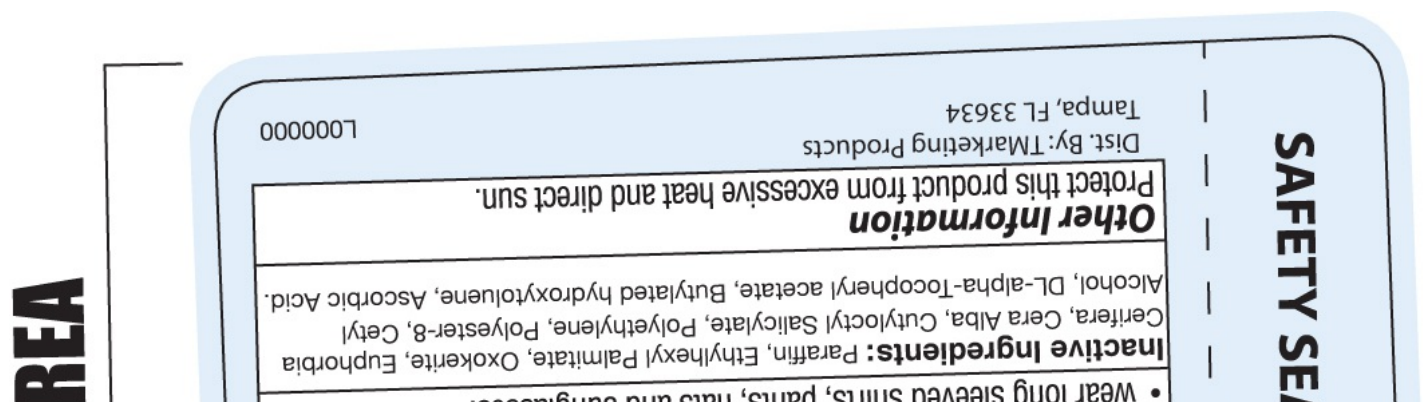 • wear long sleeved shirts, pants, hats and sunglasses.
Inactive Ingredients: Paraffin, Ethylhexyl Palmitate, Oxokerite, Euphorbia
Cerifera, Cera Alba, Cutyloctyl Salicylate, Polyethylene, Polyester-8, Cetyl
Alcohol, DL-alpha-Tocopheryl acetate, Butylated hydroxytoluene, Ascorbic Acid.
Other Information
Protect this product from excessive heat and direct sun.
Dist. By: TMarketing Products
Tampa, FL 33634
L000000
SAFETY SEA
REA